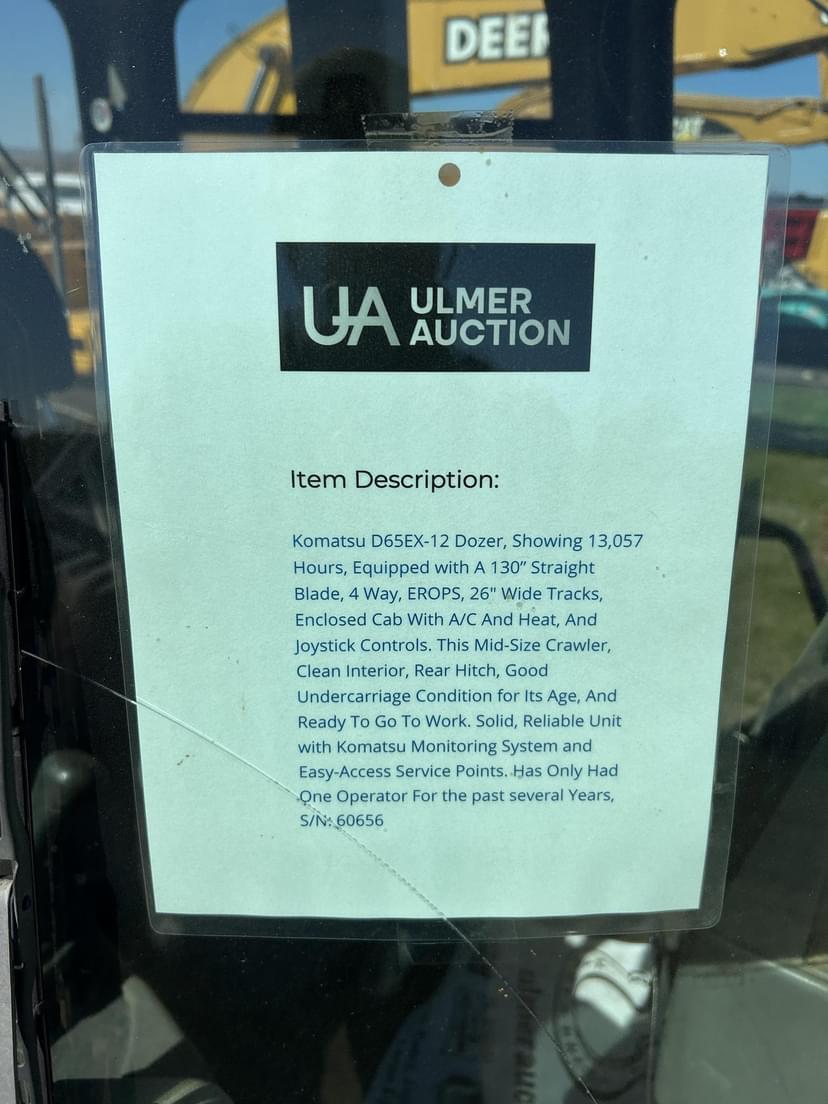 DEER
CAT
UA ULMER
AUCTION
Item Description:
Komatsu D65EX-12 Dozer, Showing 13,057
Hours, Equipped with A 130” Straight
Blade, 4 Way, EROPS, 26" Wide Tracks,
Enclosed Cab With A/C And Heat, And
Joystick Controls. This Mid-Size Crawler,
Clean Interior, Rear Hitch, Good
Undercarriage Condition for Its Age, And
Ready To Go To Work. Solid, Reliable Unit
with Komatsu Monitoring System and
Easy-Access Service Points. Has Only Had
One Operator For the past several Years,
S/N: 60656